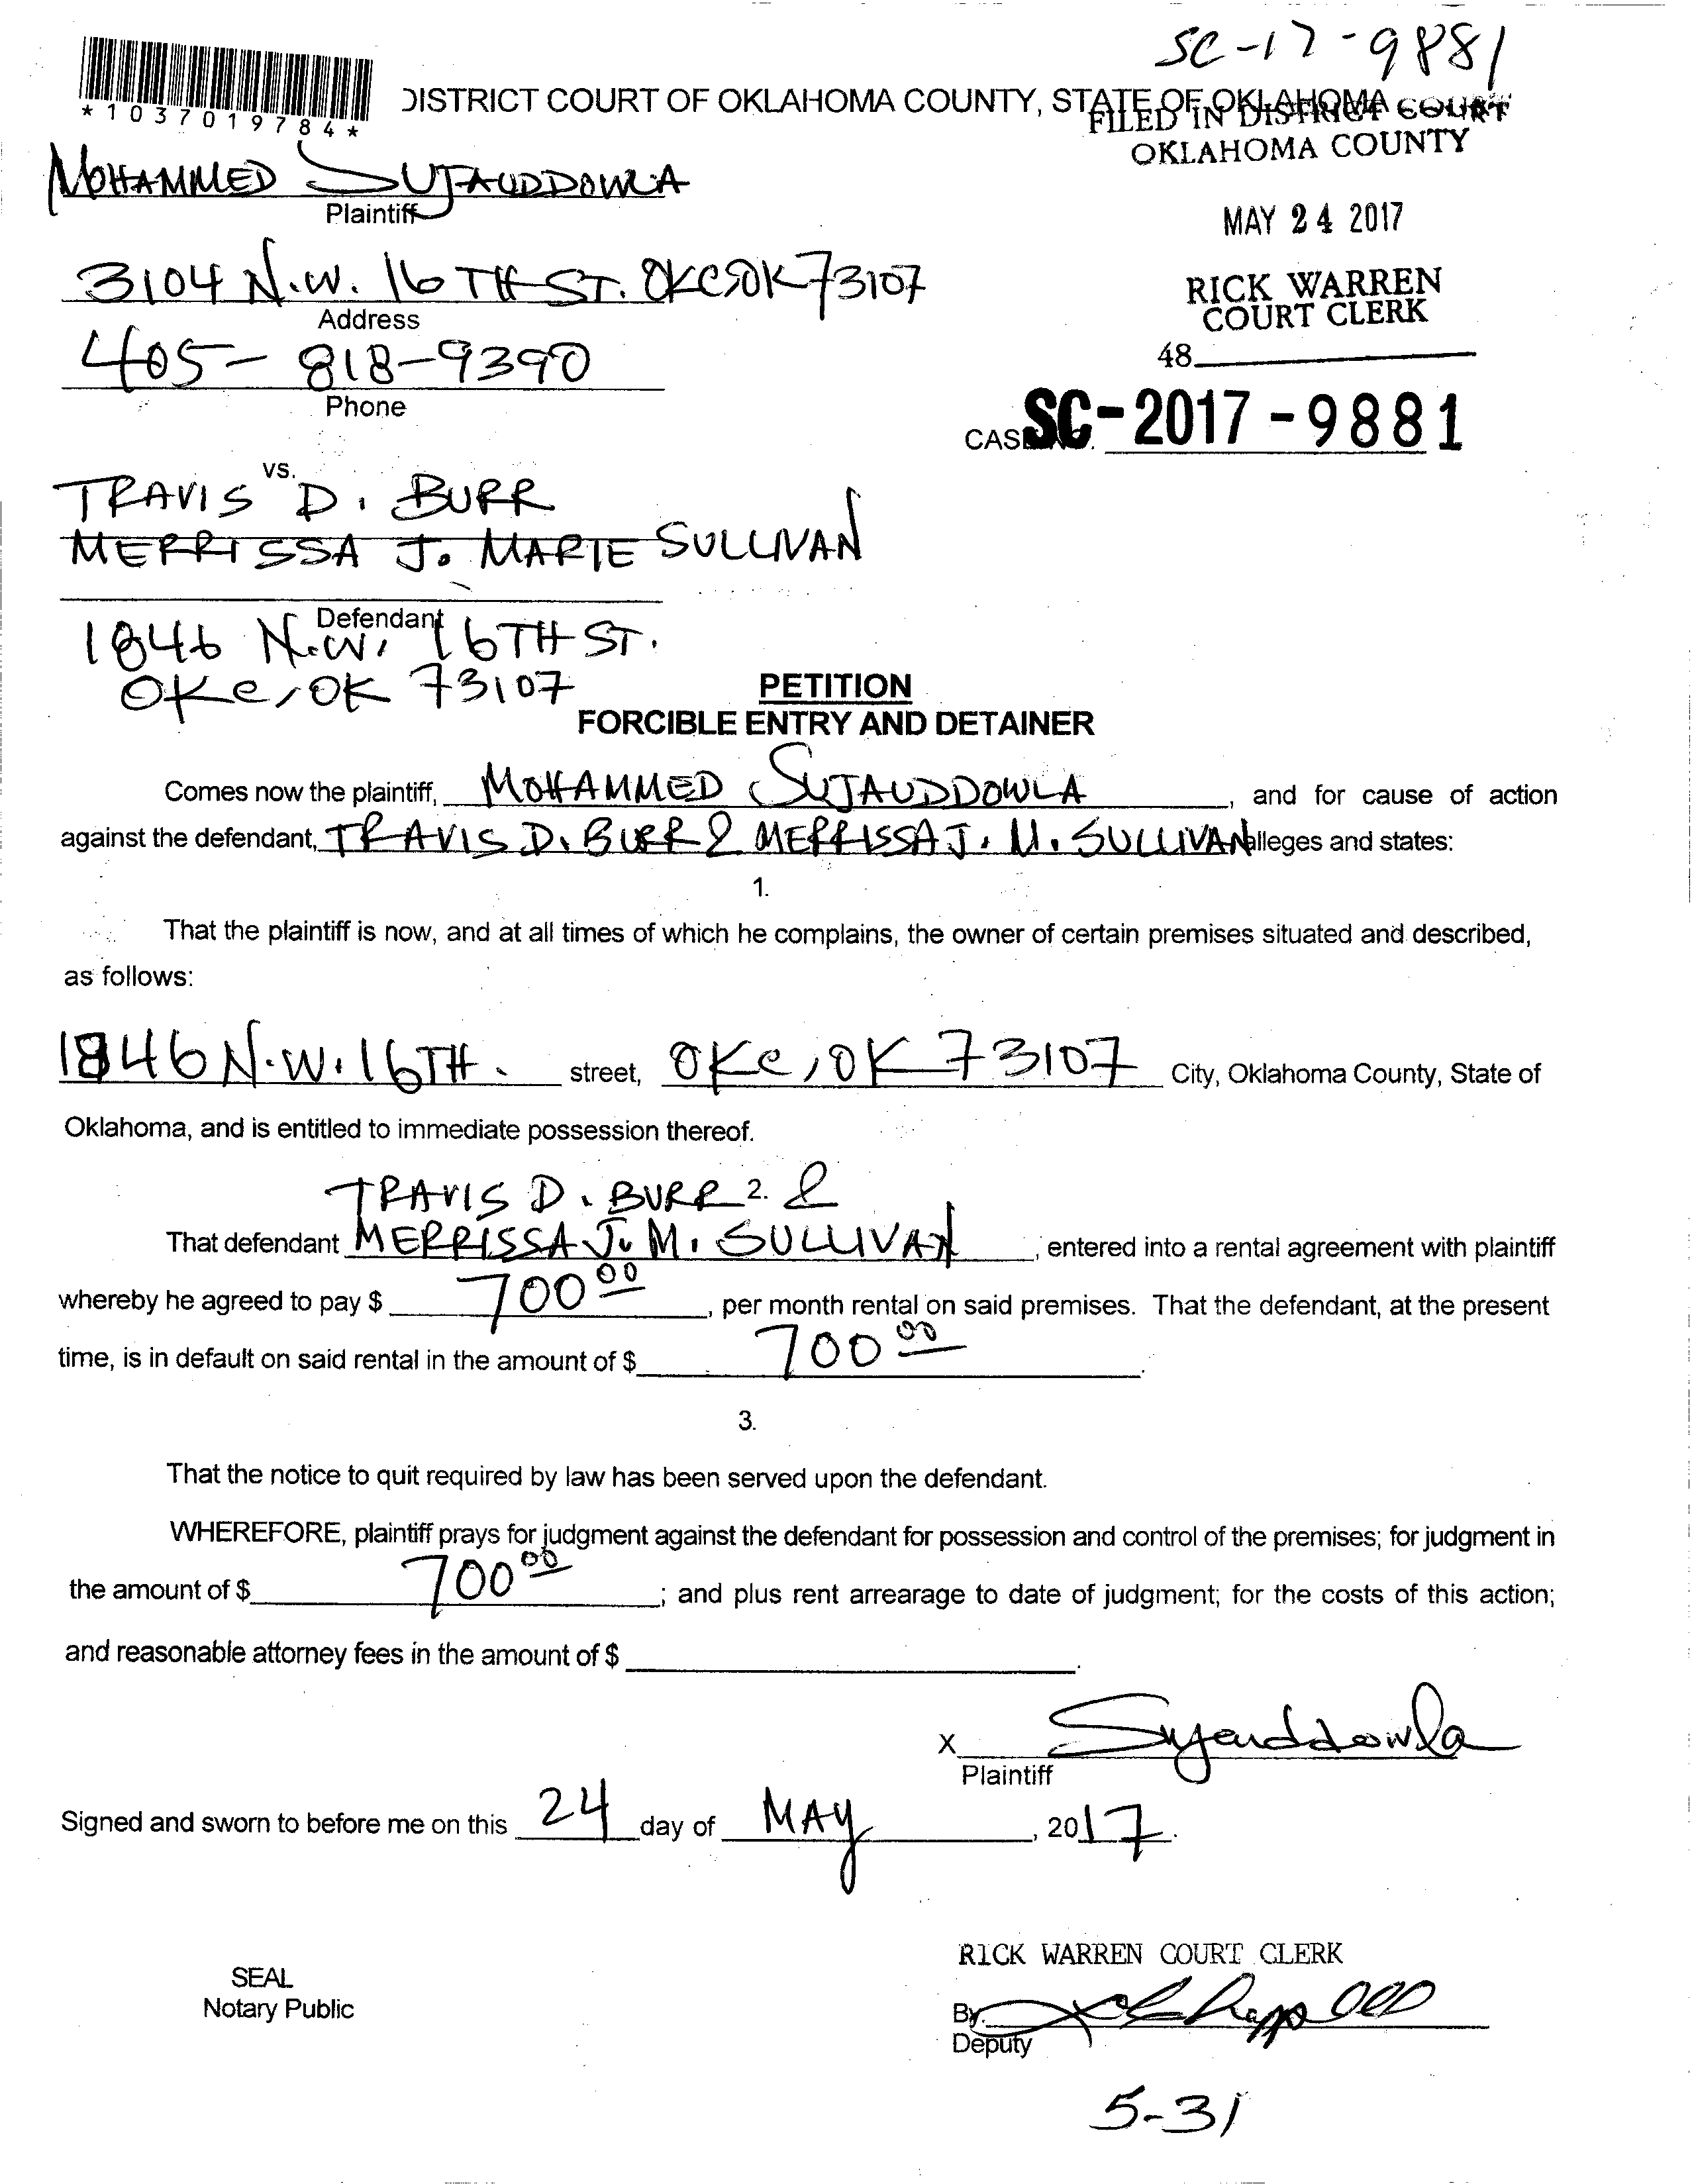 SC-17-9881
*1037019784*
DISTRICT COURT OF OKLAHOMA COUNTY, STATE OF OKLAHOMA
FILED IN DISTRICT COURT
OKLAHOMA COUNTY
MAY 24 2017
RICK WARREN
COURT CLERK
48
MOHAMMED SUJAUDDOWLA
Plaintiff
3104 N.W. 16TH ST. OKC, OK 73107
Address
405-818-9390
Phone
CASE NO. SC-2017-9881
vs.
TRAVIS D. BURR
MERRISSA J. MARIE SULLIVAN
Defendant
1846 N.W. 16TH ST.
OKC, OK 73107
PETITION
FORCIBLE ENTRY AND DETAINER
Comes now the plaintiff, MOHAMMED SUJAUDDOWLA, and for cause of action
against the defendant, TRAVIS D. BURR & MERRISSA J. M. SULLIVAN alleges and states:
1.
That the plaintiff is now, and at all times of which he complains, the owner of certain premises situated and described,
as follows:
1846 N.W. 16TH. street, OKC, OK 73107 City, Oklahoma County, State of
Oklahoma, and is entitled to immediate possession thereof.
2.
TRAVIS D. BURR &
That defendant MERRISSA J. M. SULLIVAN, entered into a rental agreement with plaintiff
whereby he agreed to pay $ 700 00, per month rental on said premises. That the defendant, at the present
time, is in default on said rental in the amount of $ 700 00.
3.
That the notice to quit required by law has been served upon the defendant.
WHEREFORE, plaintiff prays for judgment against the defendant for possession and control of the premises; for judgment in
the amount of $ 700 00; and plus rent arrearage to date of judgment; for the costs of this action;
and reasonable attorney fees in the amount of $ .
X Sujauddowla
Plaintiff
Signed and sworn to before me on this 24 day of MAY, 2017.
RICK WARREN COURT CLERK
SEAL
Notary Public
By
Deputy
5-31